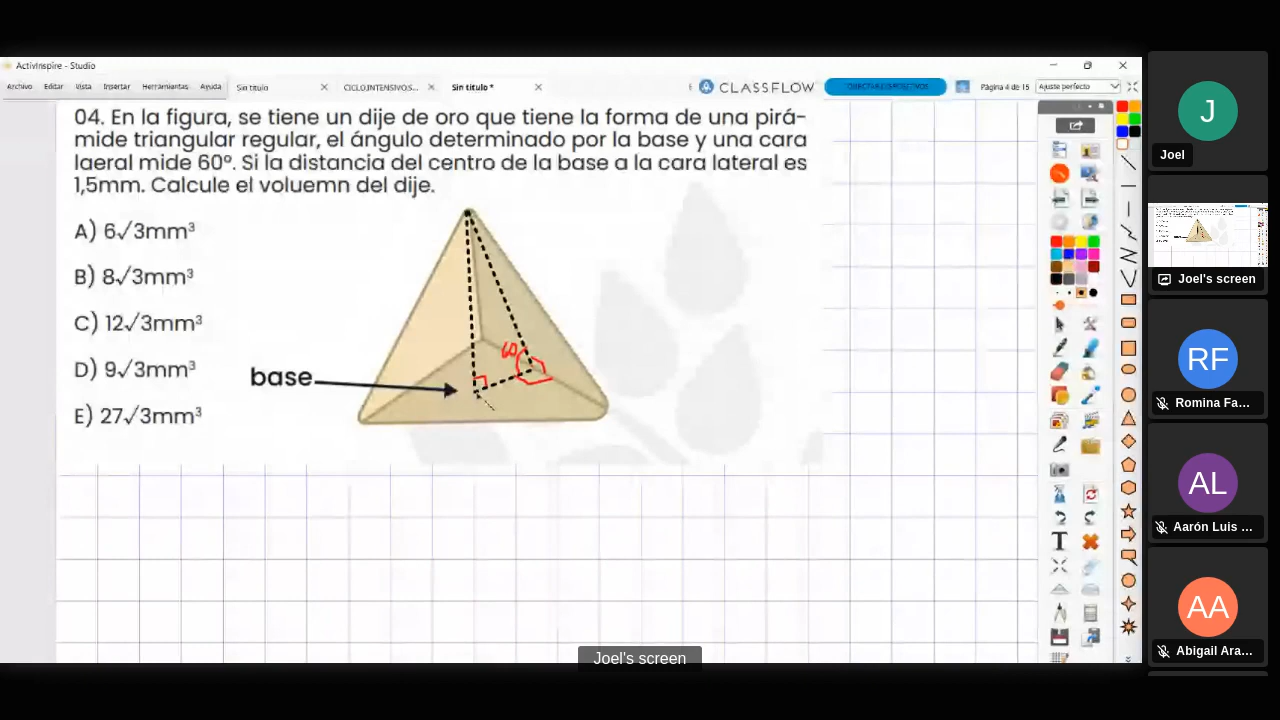 ActivInspire - Studio
Archivo Editar Vista Insertar Herramientas Ayuda
Sin título
CICLO.INTENSIVO.S...
Sin título *
CLASSFLOW
Página 4 de 15
Ajuste perfecto
04. En la figura, se tiene un dije de oro que tiene la forma de una pirá-
mide triangular regular, el ángulo determinado por la base y una cara
laeral mide 60°. Si la distancia del centro de la base a la cara lateral es
1,5mm. Calcule el voluemn del dije.
A) 6√3mm³
B) 8√3mm³
C) 12√3mm³
D) 9√3mm³
E) 27√3mm³
base
60
Joel's screen
J
Joel
Joel's screen
RF
Romina Fa...
AL
Aarón Luis ...
AA
Abigail Ara...